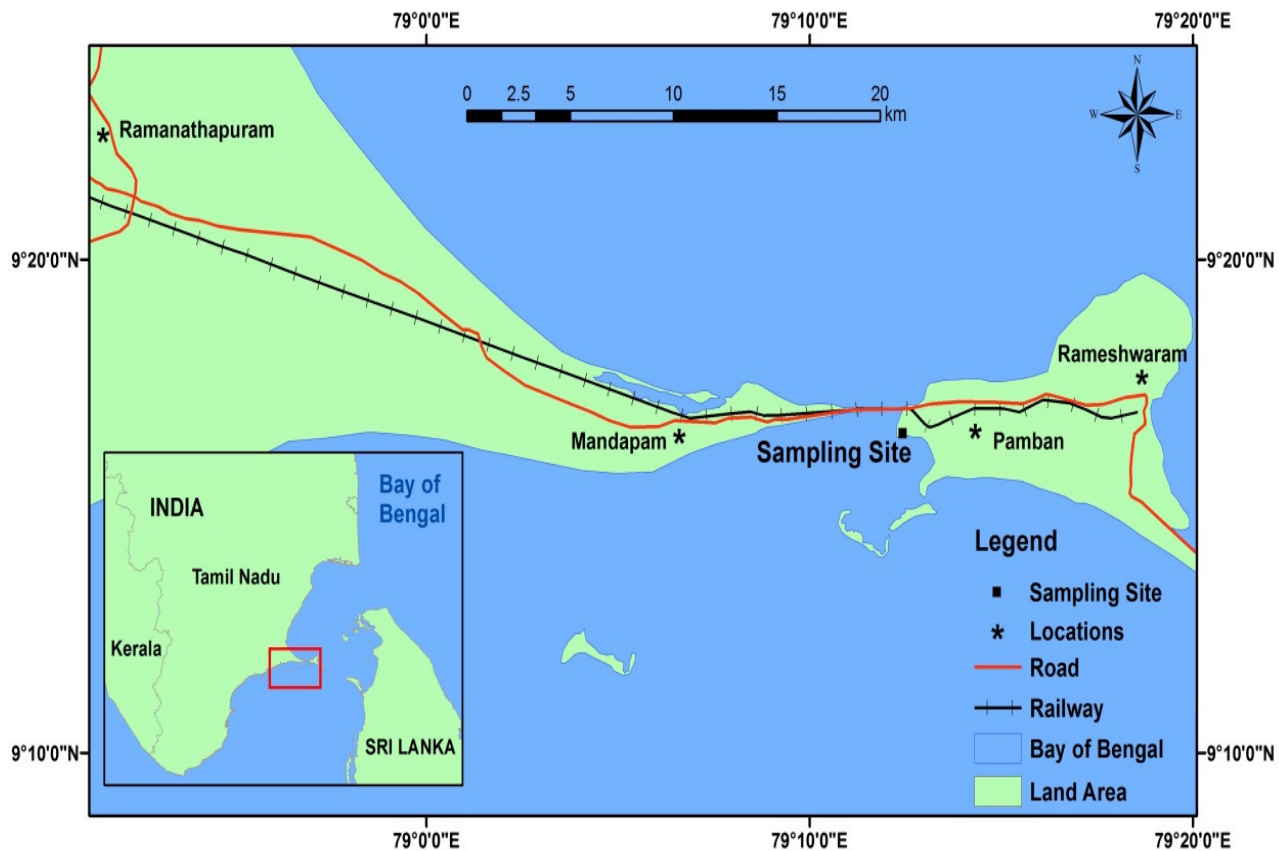 79°0'0"E
79°10'0"E
79°20'0"E
N
W
E
S
0 2.5 5 10 15 20
km
Ramanathapuram
9°20'0"N
9°20'0"N
Rameshwaram
Mandapam
Sampling Site
Pamban
INDIA
Bay of
Bengal
Tamil Nadu
Kerala
SRI LANKA
Legend
Sampling Site
Locations
Road
Railway
Bay of Bengal
Land Area
9°10'0"N
9°10'0"N
79°0'0"E
79°10'0"E
79°20'0"E